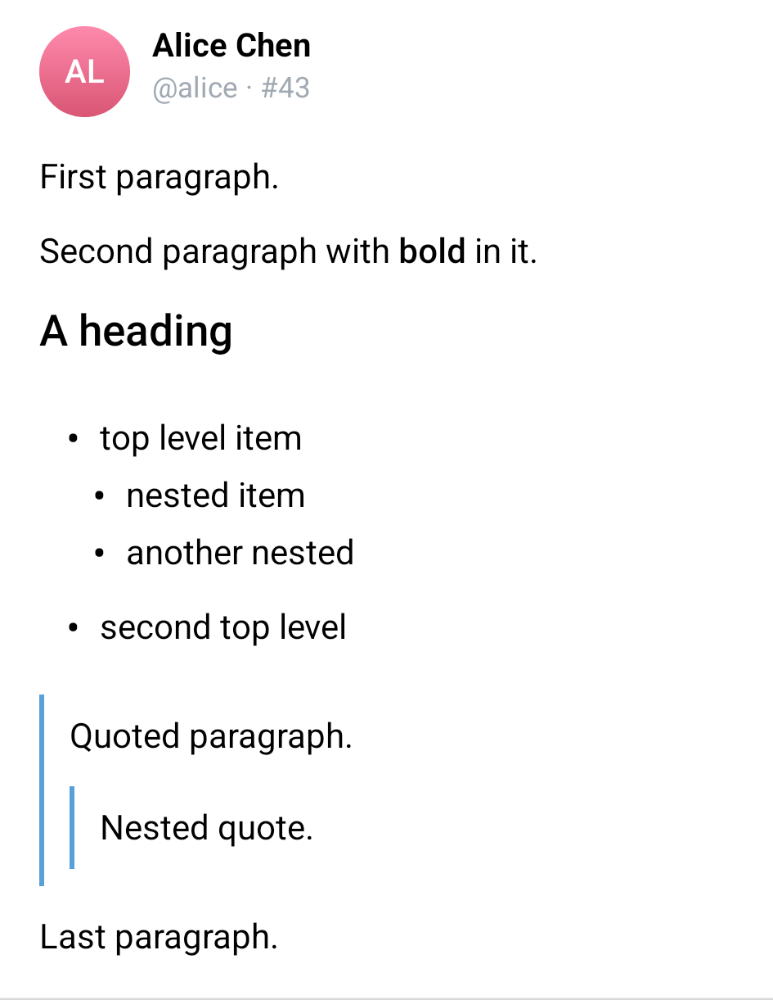 AL
Alice Chen
@alice · #43
First paragraph.
Second paragraph with bold in it.
A heading
• top level item
• nested item
• another nested
• second top level
Quoted paragraph.
Nested quote.
Last paragraph.